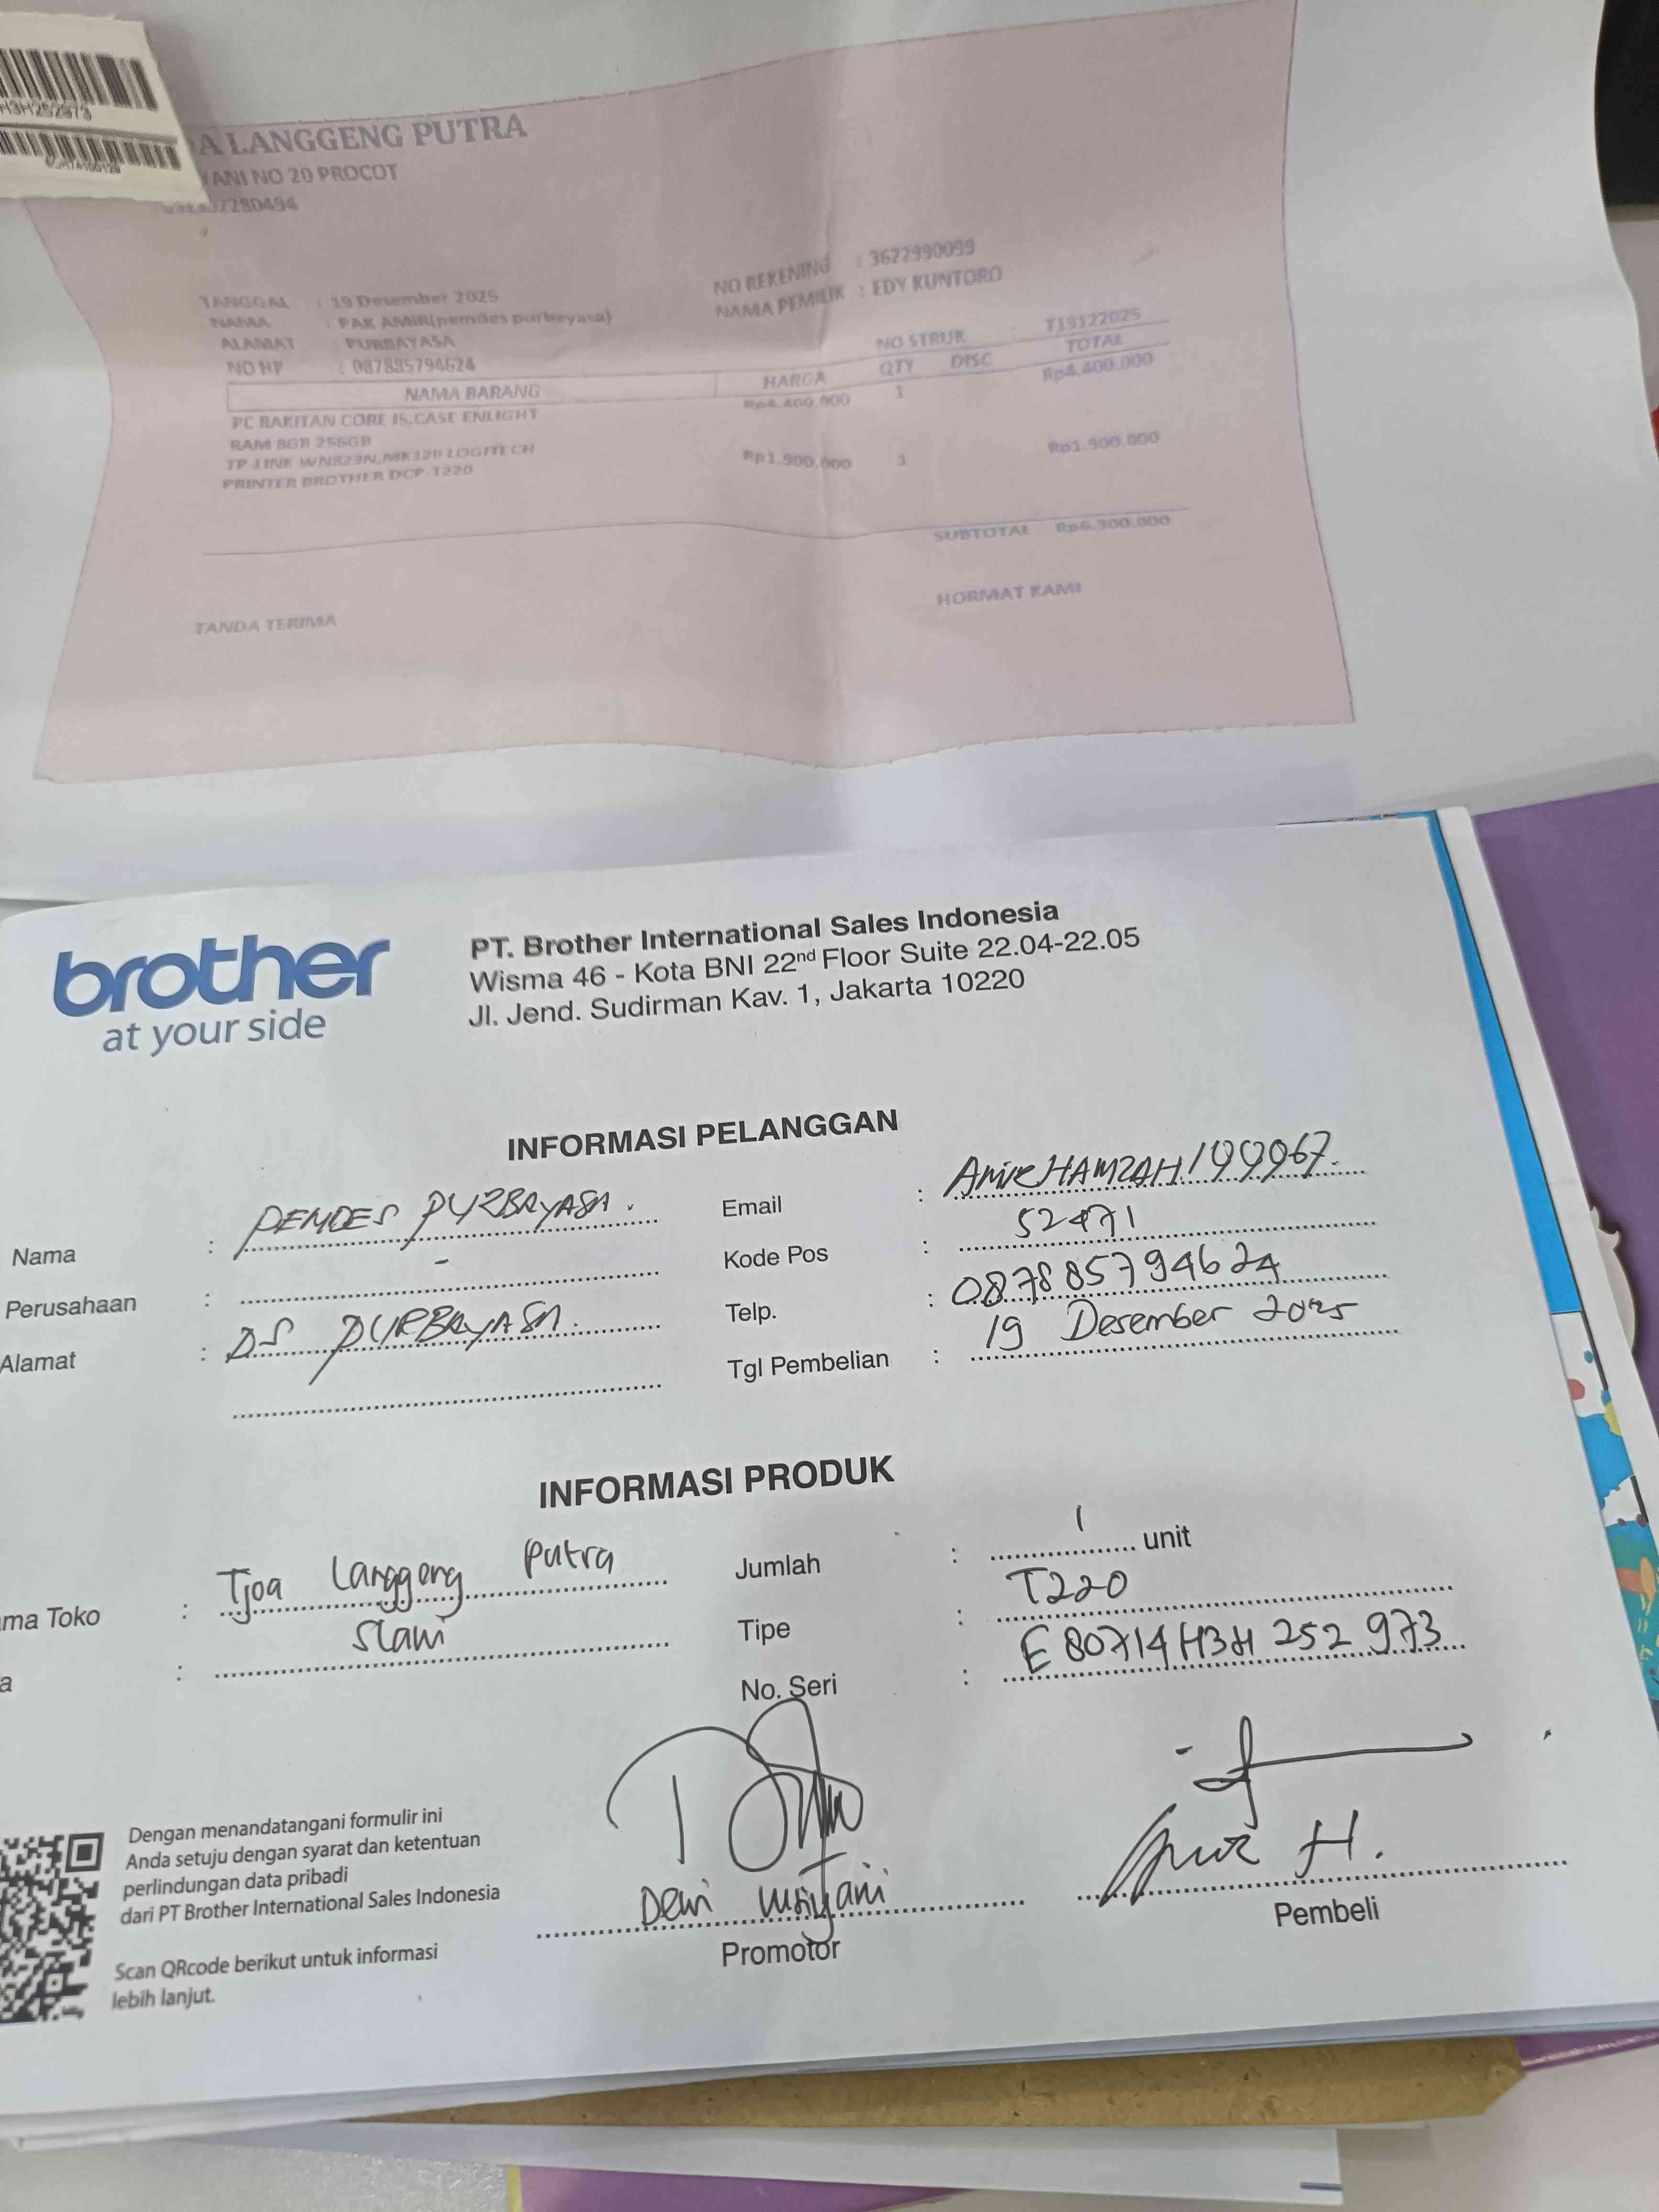 H3H252973
A LANGGENG PUTRA
YANI NO 20 PROCOT
02280494
TANGGAL : 19 Desember 2025
NAMA : PAK AMIR(pemdes purbayasa)
ALAMAT : PURBAYASA
NO HP : 087885794624
NO REKENING : 3622990099
NAMA PEMILIK : EDY KUNTORO
NO STRUK T19122025
NAMA BARANG HARGA QTY DISC TOTAL
PC RAKITAN CORE I5,CASE ENLIGHT Rp4.400.000 1 Rp4.400.000
RAM 8GB 256GB
TP-LINK WN823N,MK120 LOGITECH
PRINTER BROTHER DCP-T220 Rp1.900.000 1 Rp1.900.000
SUBTOTAL Rp6.300.000
TANDA TERIMA HORMAT KAMI
brother
at your side
PT. Brother International Sales Indonesia
Wisma 46 - Kota BNI 22nd Floor Suite 22.04-22.05
Jl. Jend. Sudirman Kav. 1, Jakarta 10220
INFORMASI PELANGGAN
Nama : PEMDES PURBAYASA.
Perusahaan : -
Alamat : DS PURBAYASA.
Email : AMIRHAMZAH.199967.
Kode Pos : 52471
Telp. : 087885794624
Tgl Pembelian : 19 Desember 2025
INFORMASI PRODUK
ma Toko : Tjoa Langgeng Putra
a : Slawi
Jumlah : 1 unit
Tipe : T220
No. Seri : E80714H3H252973
Dengan menandatangani formulir ini
Anda setuju dengan syarat dan ketentuan
perlindungan data pribadi
dari PT Brother International Sales Indonesia
Scan QRcode berikut untuk informasi
lebih lanjut.
Dewi
Promotor
H.
Pembeli